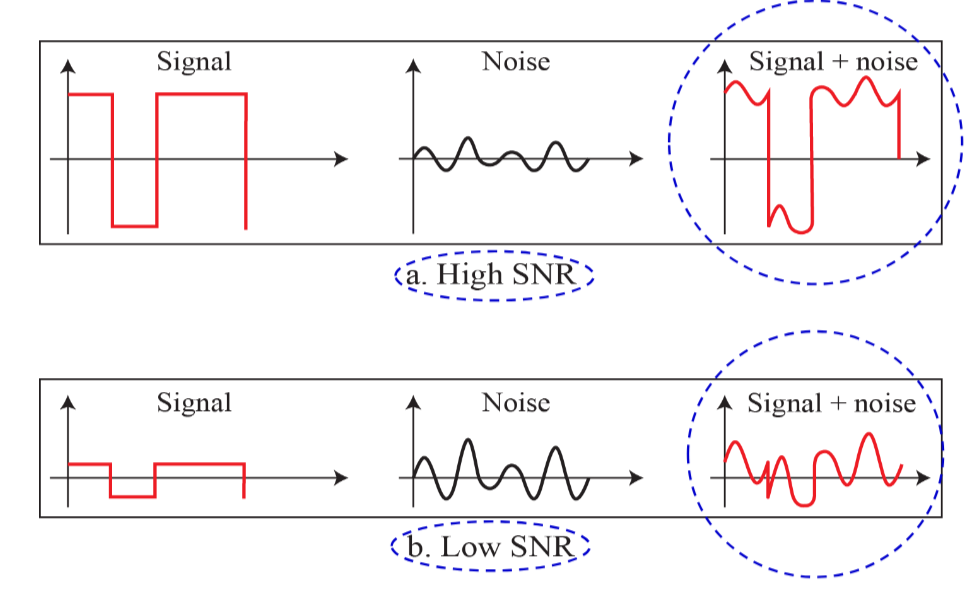 Signal
Noise
Signal + noise
a. High SNR
Signal
Noise
Signal + noise
b. Low SNR